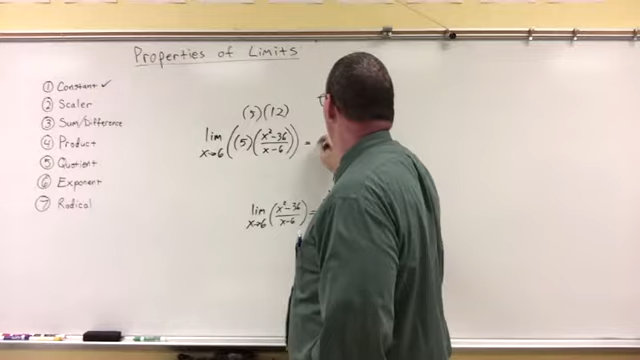 Properties of Limits
① Constant ✓
② Scaler
③ Sum/Difference
④ Product
⑤ Quotient
⑥ Exponent
⑦ Radical
(5)(12)
lim x→6 ((5)(x²-36/x-6)) =
lim x→6 (x²-36/x-6) =